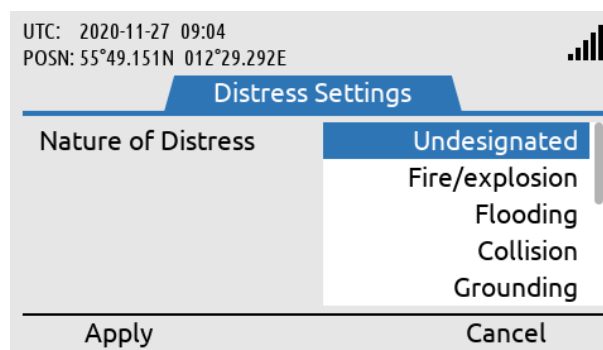 UTC: 2020-11-27 09:04
POSN: 55°49.151N 012°29.292E
Distress Settings
Nature of Distress Undesignated
Fire/explosion
Flooding
Collision
Grounding
Apply Cancel